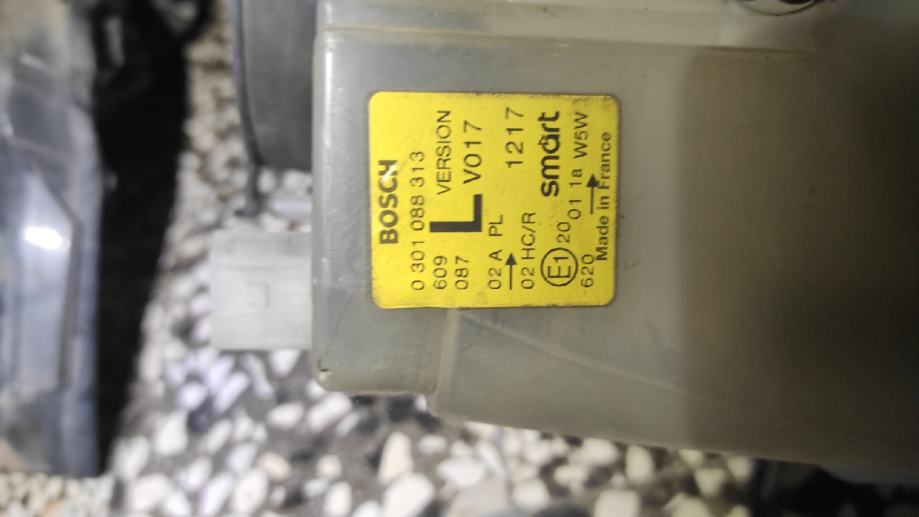 BOSCH
0 301 088 313
609 VERSION
087 L V017
02 A PL
02 HC/R 1217
E1 20 01 1a W5W
smart
620 Made in France